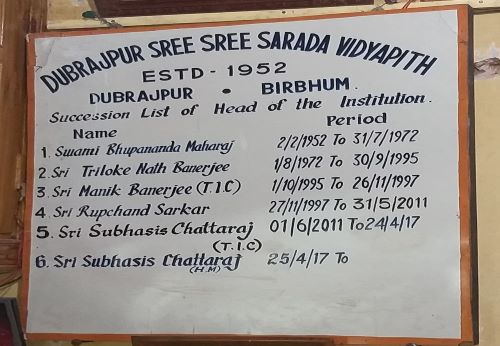 DUBRAJPUR SREE SREE SARADA VIDYAPITH
ESTD - 1952
DUBRAJPUR • BIRBHUM.
Succession List of Head of the Institution.
Name Period
1. Swami Bhupananda Maharaj 2/2/1952 To 31/7/1972
2. Sri Triloke Nath Banerjee 1/8/1972 To 30/9/1995
3. Sri Manik Banerjee (T.I.C) 1/10/1995 To 26/11/1997
4. Sri Rupchand Sarkar 27/11/1997 To 31/5/2011
5. Sri Subhasis Chattaraj 01/6/2011 To 24/4/17
(T.I.C)
6. Sri Subhasis Chattaraj 25/4/17 To
(H.M)